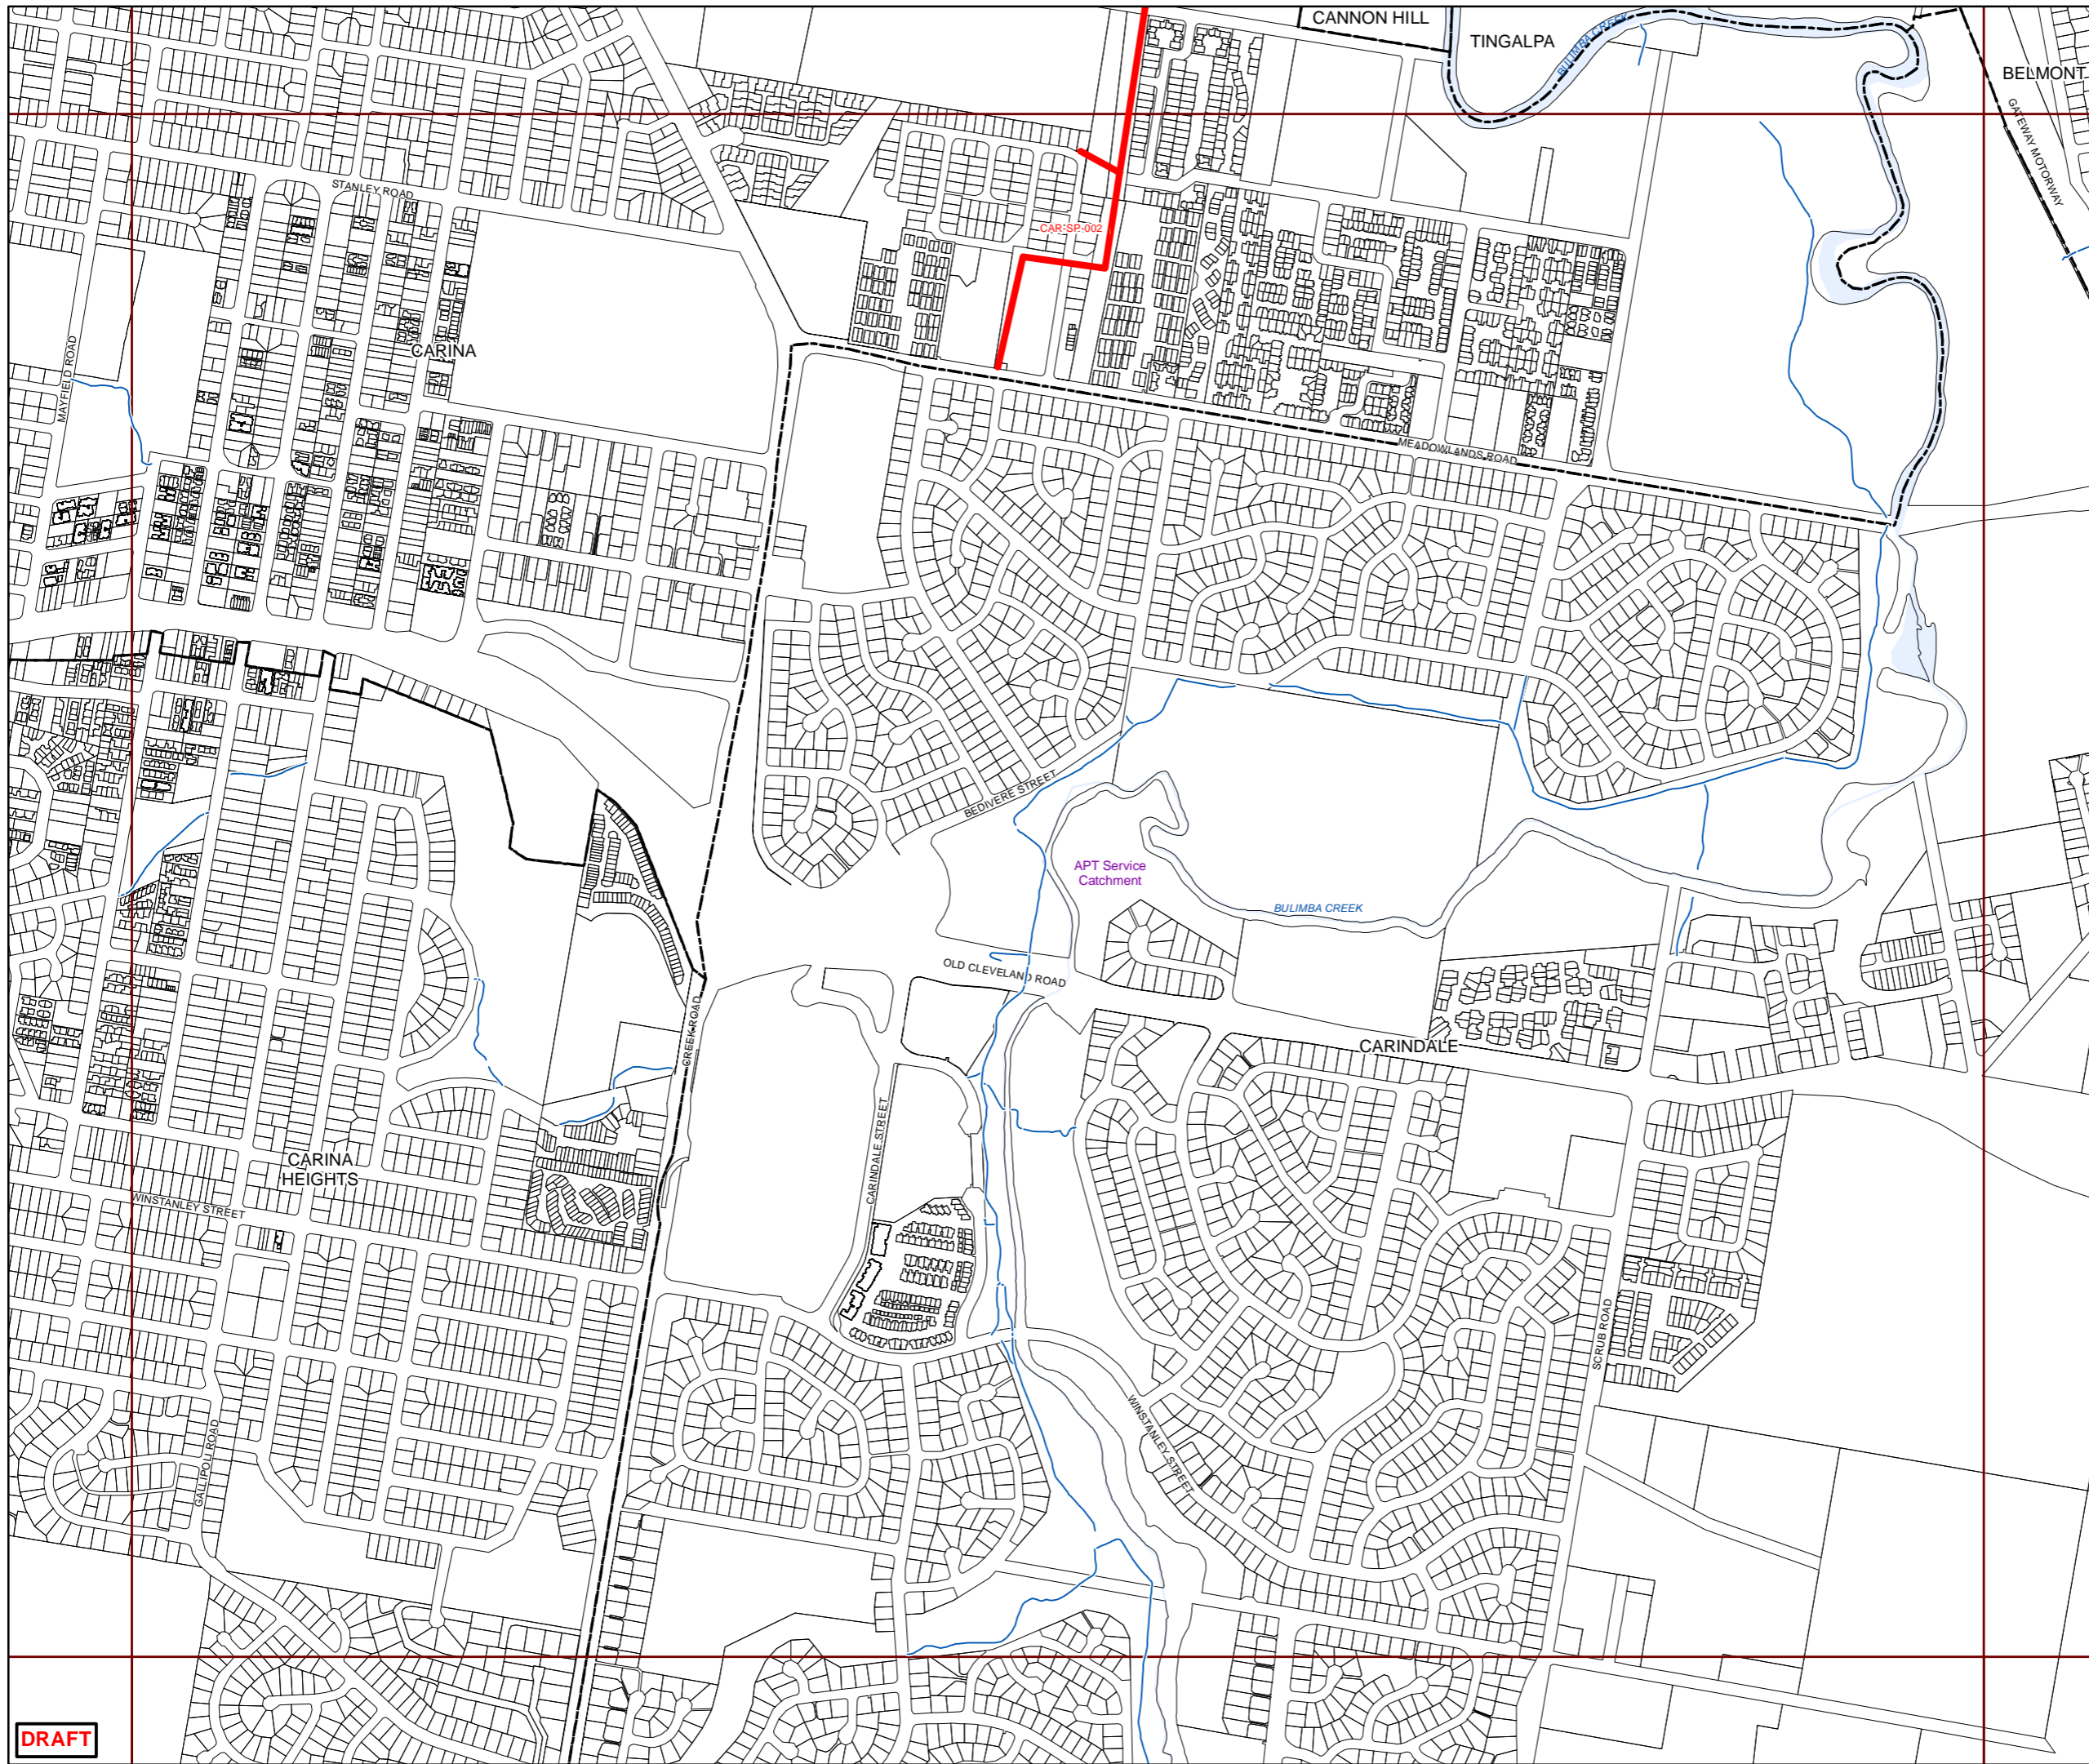 CANNON HILL
TINGALPA
BULIMBA CREEK
BELMONT
GATEWAY MOTORWAY
STANLEY ROAD
CAR-SP-002
MAYFIELD ROAD
CARINA
MEADOWLANDS ROAD
BEDIVERE STREET
APT Service
Catchment
BULIMBA CREEK
OLD CLEVELAND ROAD
CREEK ROAD
CARINDALE
CARINDALE STREET
CARINA
HEIGHTS
WINSTANLEY STREET
SCRUB ROAD
WINSTANLEY STREET
GALLIPOLI ROAD
DRAFT